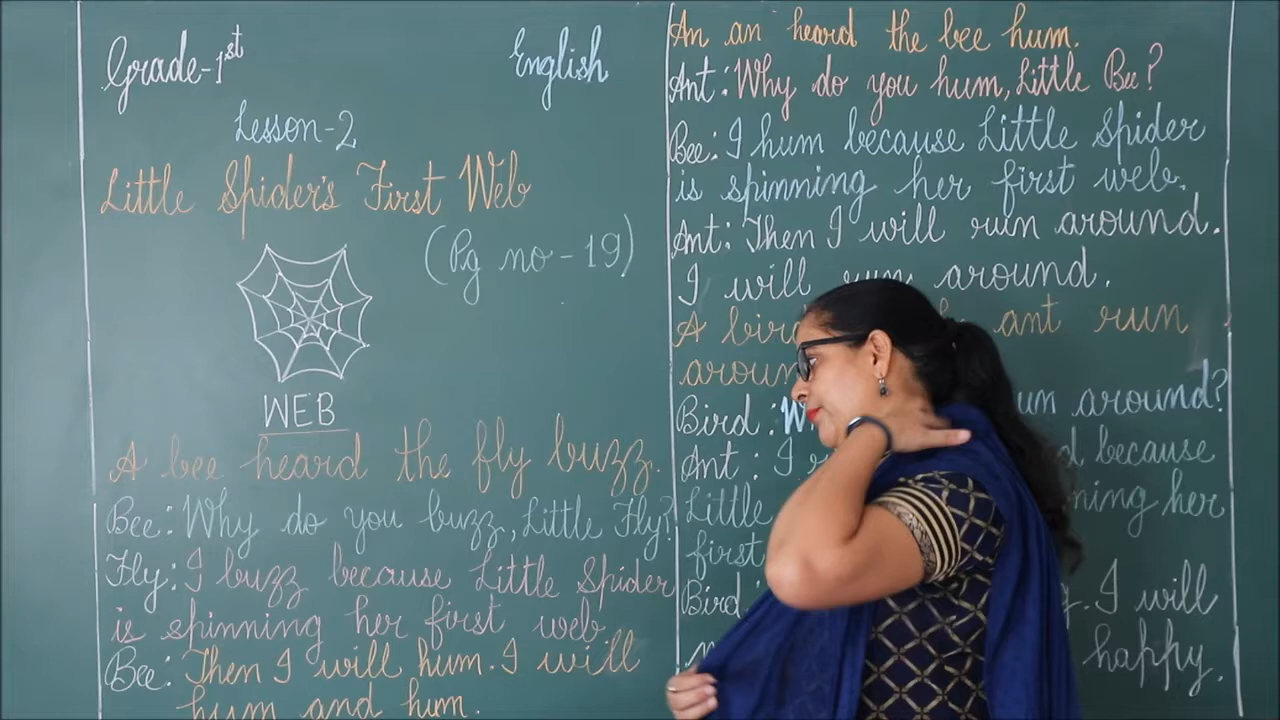 Grade-1st
English
Lesson-2
Little Spider's First Web
(Pg no-19)
WEB
A bee heard the fly buzz.
Bee: Why do you buzz, Little Fly?
Fly: I buzz because Little Spider
is spinning her first web.
Bee: Then I will hum. I will
hum and hum.
An an heard the bee hum.
Ant: Why do you hum, Little Bee?
Bee: I hum because Little Spider
is spinning her first web.
Ant: Then I will run around.
I will run around.
A bird ant run
around
Bird: around?
Ant: I because
Little her
first
Bird: I will
happy.